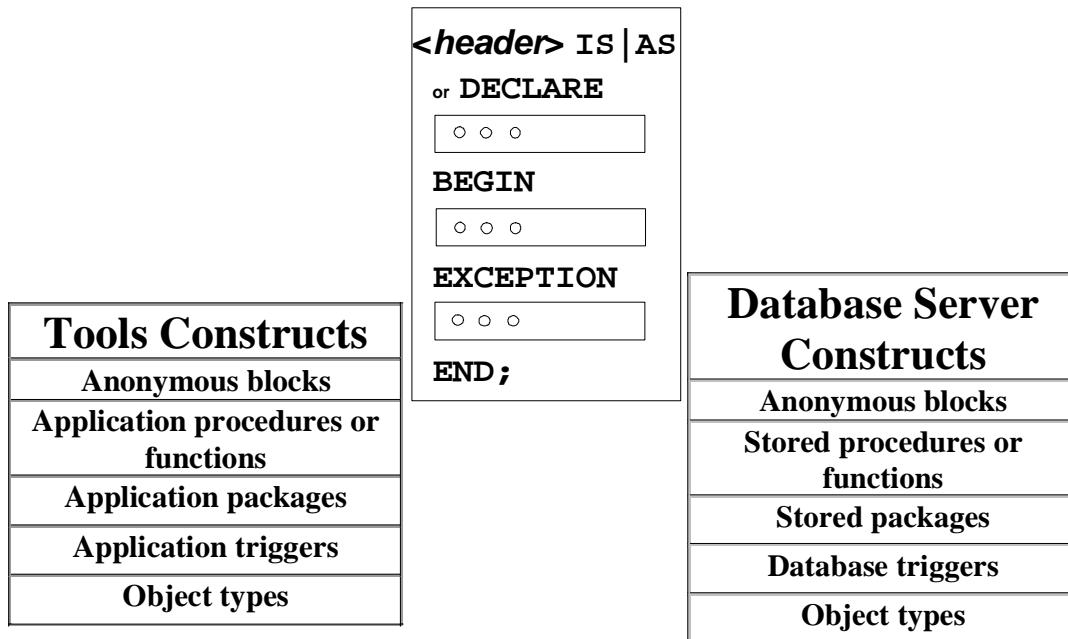 <header> IS|AS
or DECLARE
BEGIN
EXCEPTION
END;
Tools Constructs
Anonymous blocks
Application procedures or
functions
Application packages
Application triggers
Object types
Database Server
Constructs
Anonymous blocks
Stored procedures or
functions
Stored packages
Database triggers
Object types